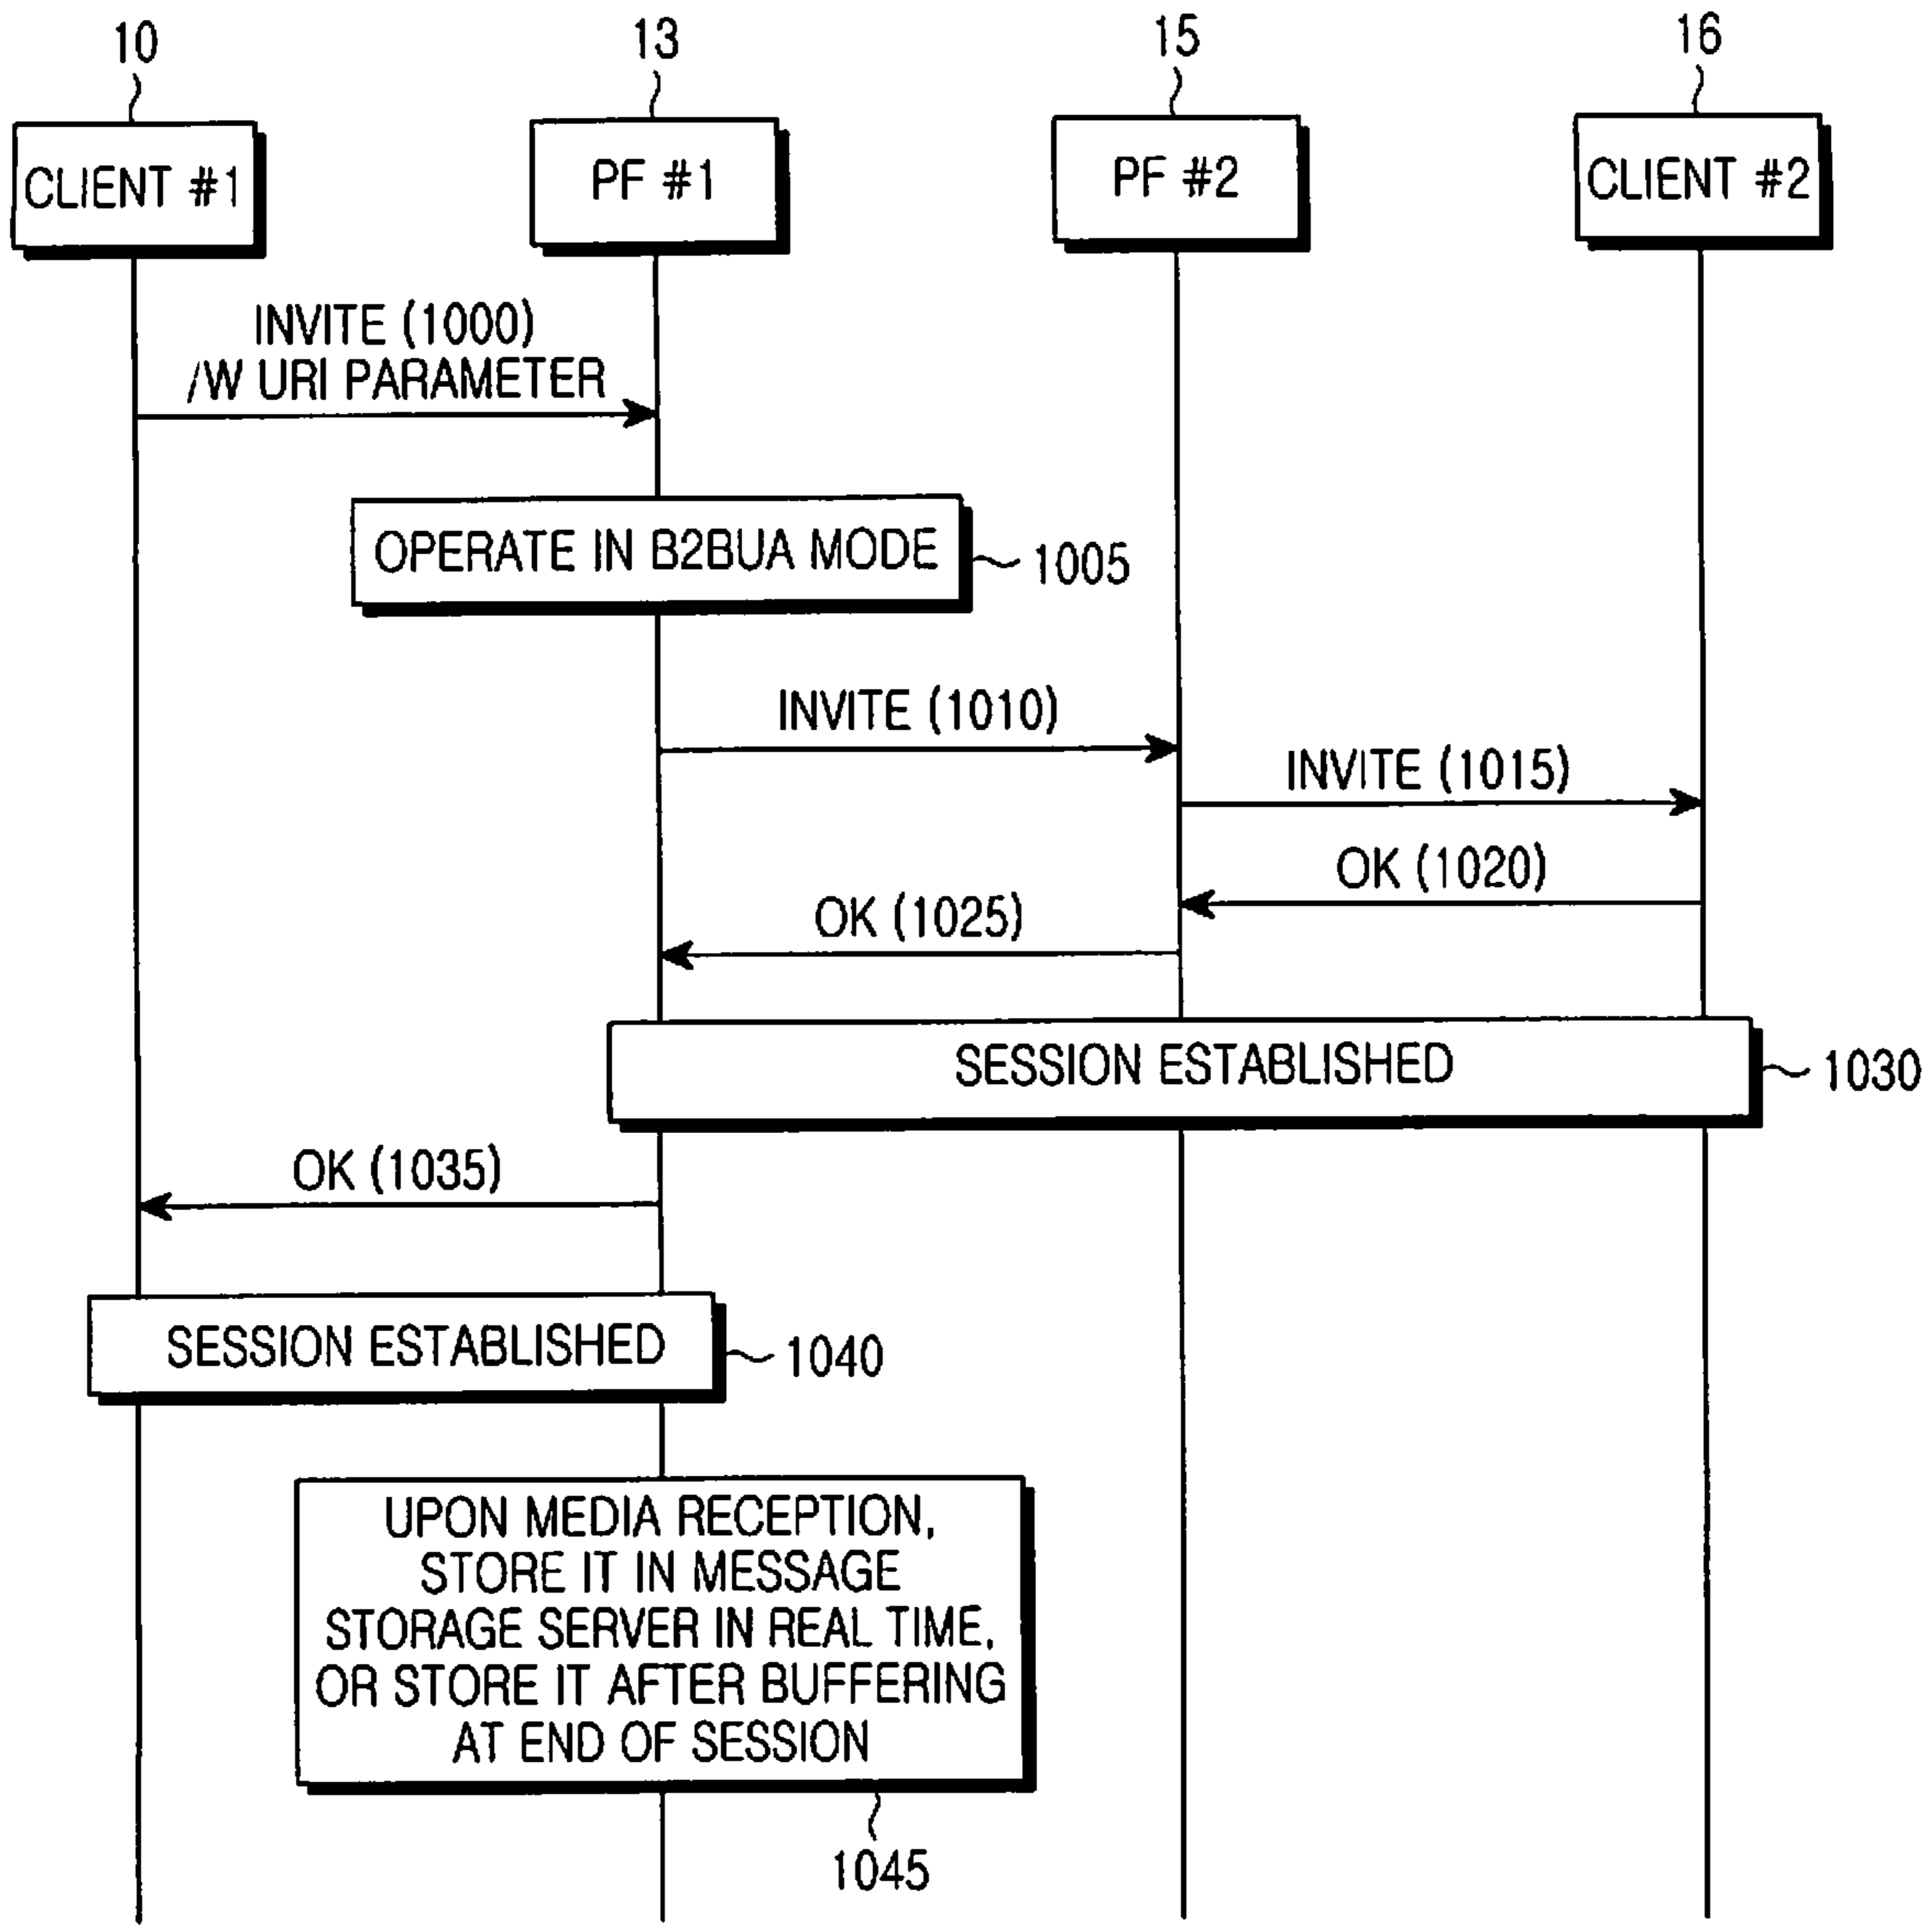 10
13
15
16
CLIENT #1
PF #1
PF #2
CLIENT #2
INVITE (1000)
/W URI PARAMETER
OPERATE IN B2BUA MODE
1005
INVITE (1010)
INVITE (1015)
OK (1020)
OK (1025)
SESSION ESTABLISHED
1030
OK (1035)
SESSION ESTABLISHED
1040
UPON MEDIA RECEPTION,
STORE IT IN MESSAGE
STORAGE SERVER IN REAL TIME,
OR STORE IT AFTER BUFFERING
AT END OF SESSION
1045